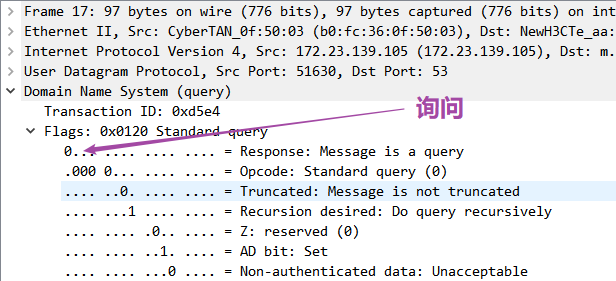 Frame 17: 97 bytes on wire (776 bits), 97 bytes captured (776 bits) on int
Ethernet II, Src: CyberTAN_0f:50:03 (b0:fc:36:0f:50:03), Dst: NewH3CTe_aa:
Internet Protocol Version 4, Src: 172.23.139.105 (172.23.139.105), Dst: m.
User Datagram Protocol, Src Port: 51630, Dst Port: 53
Domain Name System (query)
Transaction ID: 0xd5e4
询问
Flags: 0x0120 Standard query
0... .... .... .... = Response: Message is a query
.000 0... .... .... = Opcode: Standard query (0)
.... ..0. .... .... = Truncated: Message is not truncated
.... ...1 .... .... = Recursion desired: Do query recursively
.... .... .0.. .... = Z: reserved (0)
.... .... ..1. .... = AD bit: Set
.... .... ...0 .... = Non-authenticated data: Unacceptable